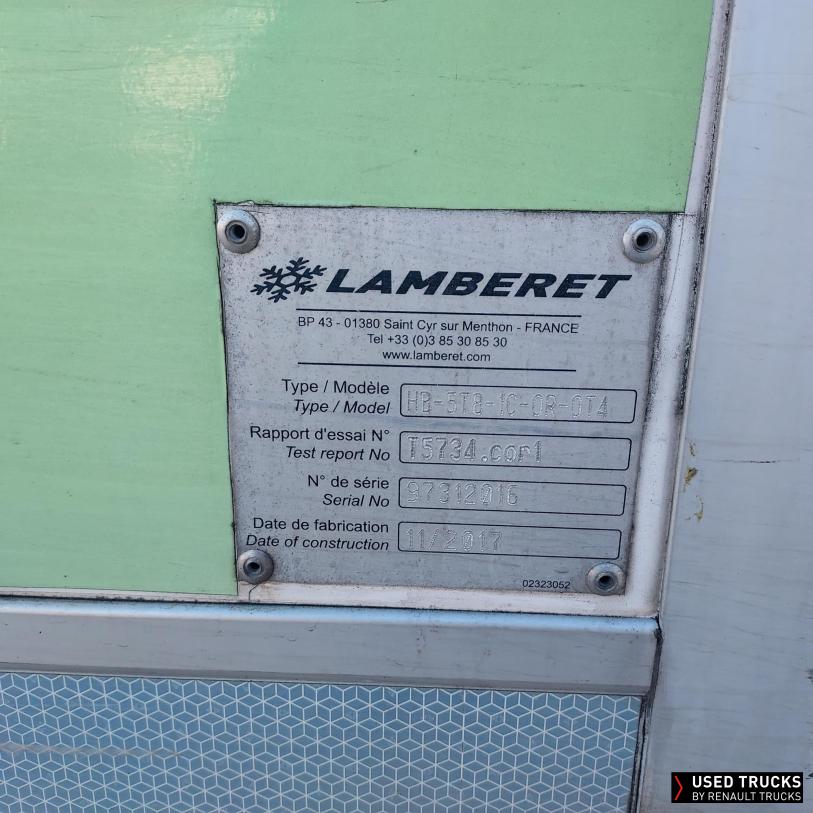 LAMBERET
BP 43 - 01380 Saint Cyr sur Menthon - FRANCE
Tel +33 (0)3 85 30 85 30
www.lamberet.com
Type / Modèle
Type / Model HB-3T8-1C-OR-OT4
Rapport d'essai N°
Test report No T5734.cor1
N° de série
Serial No 97312016
Date de fabrication
Date of construction 11/2017
02323052
USED TRUCKS
BY RENAULT TRUCKS